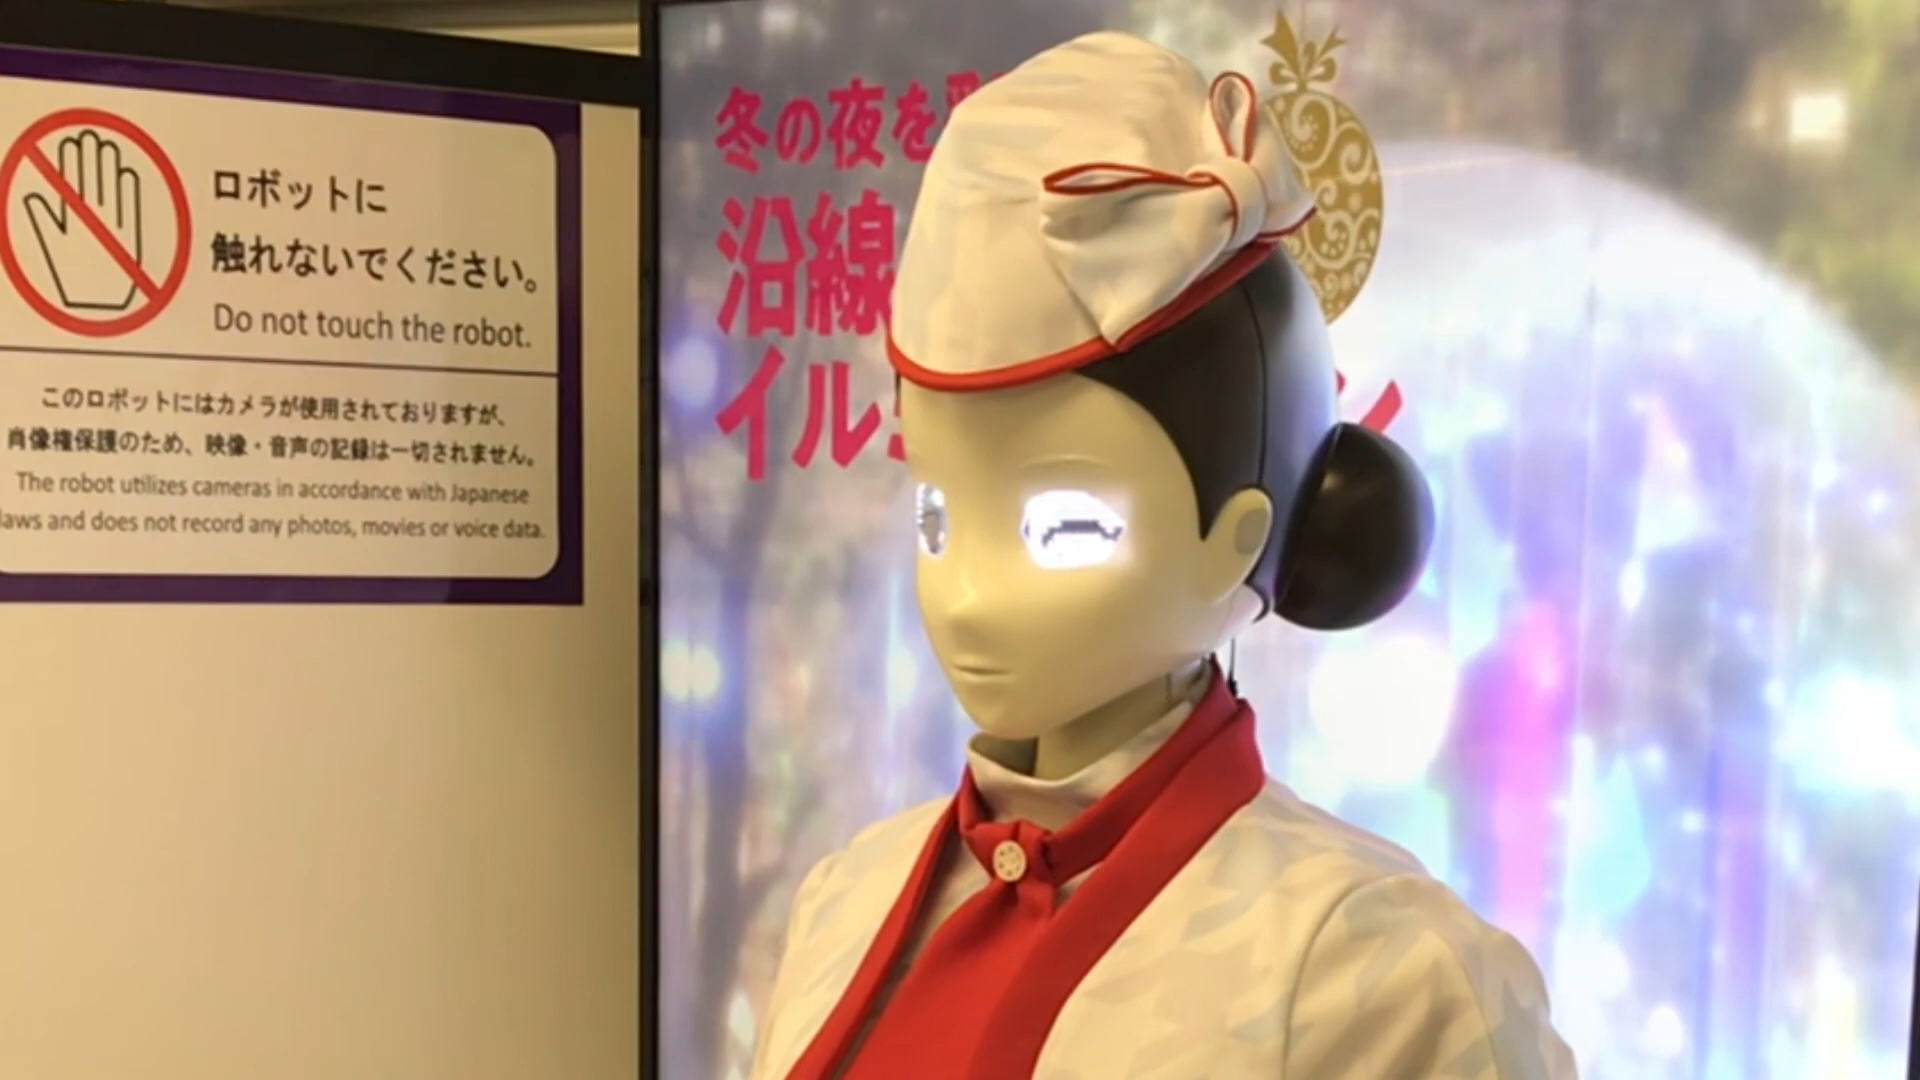 ロボットに
触れないでください。
Do not touch the robot.
このロボットにはカメラが使用されておりますが、
肖像権保護のため、映像・音声の記録は一切されません。
The robot utilizes cameras in accordance with Japanese
laws and does not record any photos, movies or voice data.
冬の夜を
沿線
イル